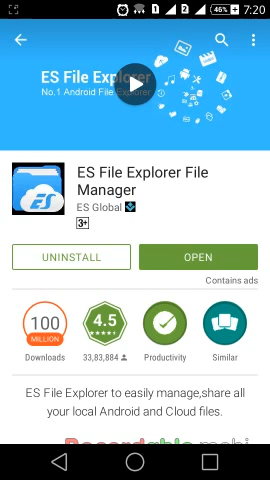 46% 7:20
ES File Explorer
No.1 Android File Explorer
ES File Explorer File
Manager
ES Global
3+
UNINSTALL
OPEN
Contains ads
100
MILLION
4.5
Downloads
33,83,884
Productivity
Similar
ES File Explorer to easily manage,share all
your local Android and Cloud files.